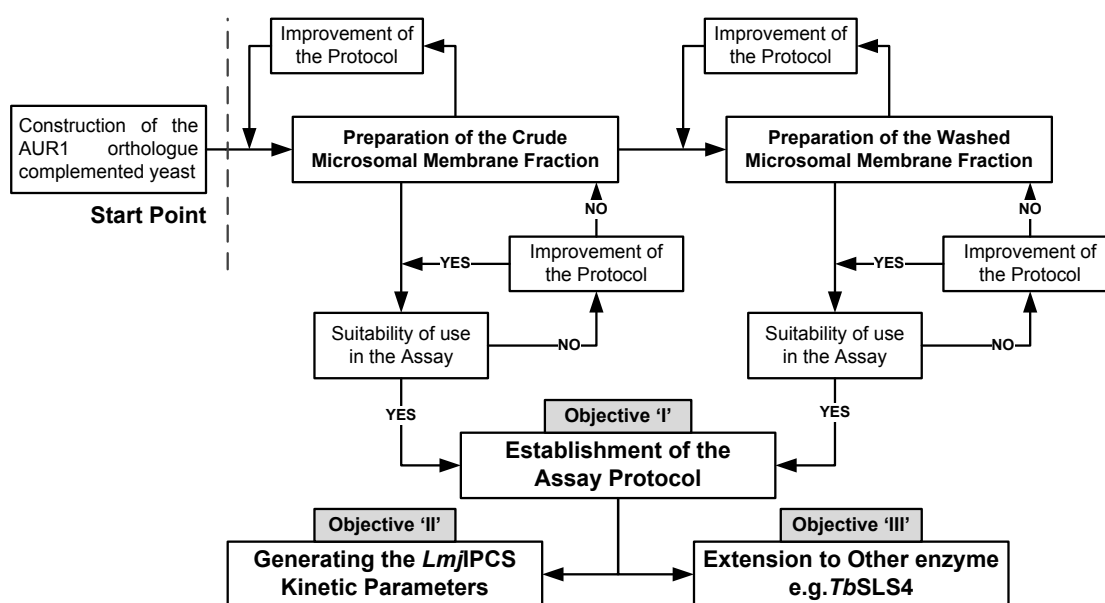 Improvement of
the Protocol
Improvement of
the Protocol
Construction of the
AUR1 orthologue
complemented yeast
Preparation of the Crude
Microsomal Membrane Fraction
Preparation of the Washed
Microsomal Membrane Fraction
Start Point
NO
NO
YES
Improvement of
the Protocol
YES
Improvement of
the Protocol
Suitability of use
in the Assay
NO
Suitability of use
in the Assay
NO
YES
YES
Objective 'I'
Establishment of the
Assay Protocol
Objective 'II'
Generating the LmjIPCS
Kinetic Parameters
Objective 'III'
Extension to Other enzyme
e.g.TbSLS4